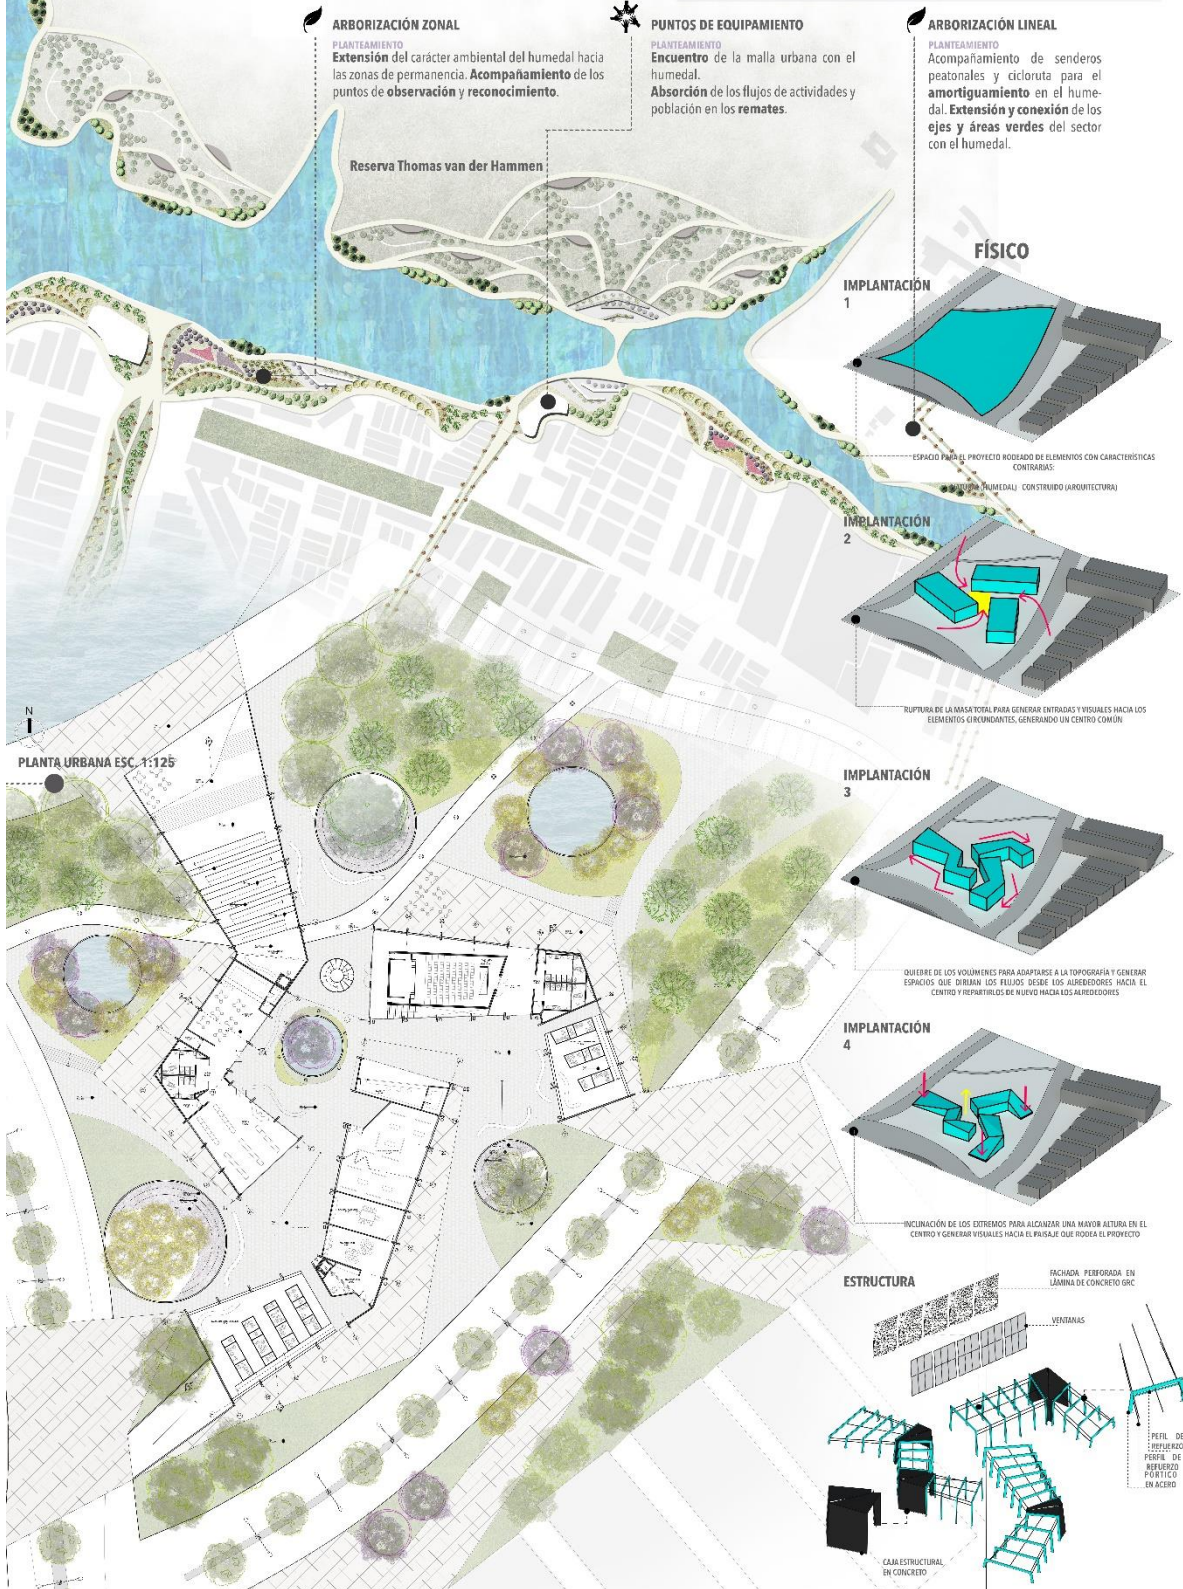 ARBORIZACIÓN ZONAL
PLANTEAMIENTO
Extensión del carácter ambiental del humedal hacia
las zonas de permanencia. Acompañamiento de los
puntos de observación y reconocimiento.
PUNTOS DE EQUIPAMIENTO
PLANTEAMIENTO
Encuentro de la malla urbana con el
humedal.
Absorción de los flujos de actividades y
población en los remates.
ARBORIZACIÓN LINEAL
PLANTEAMIENTO
Acompañamiento de senderos
peatonales y cicloruta para el
amortiguamiento en el hume-
dal. Extensión y conexión de los
ejes y áreas verdes del sector
con el humedal.
Reserva Thomas van der Hammen
FÍSICO
IMPLANTACIÓN
1
ESPACIO PARA EL PROYECTO RODEADO DE ELEMENTOS CON CARACTERÍSTICAS
CONTRARIAS:
(HUMEDAL) - CONSTRUIDO (ARQUITECTURA)
IMPLANTACIÓN
2
RUPTURA DE LA MASA TOTAL PARA GENERAR ENTRADAS Y VISUALES HACIA LOS
ELEMENTOS CIRCUNDANTES, GENERANDO UN CENTRO COMÚN
N
PLANTA URBANA ESC. 1:125
IMPLANTACIÓN
3
QUIEBRE DE LOS VOLÚMENES PARA ADAPTARSE A LA TOPOGRAFÍA Y GENERAR
ESPACIOS QUE DIRIJAN LOS FLUJOS DESDE LOS ALREDEDORES HACIA EL
CENTRO Y REPARTIRLOS DE NUEVO HACIA LOS ALREDEDORES
IMPLANTACIÓN
4
INCLINACIÓN DE LOS EXTREMOS PARA ALCANZAR UNA MAYOR ALTURA EN EL
CENTRO Y GENERAR VISUALES HACIA EL PAISAJE QUE RODEA EL PROYECTO
ESTRUCTURA
FACHADA PERFORADA EN
LÁMINA DE CONCRETO GRC
VENTANAS
PEFIL DE
REFUERZO
PERFIL DE
REFUERZO
PÓRTICO
EN ACERO
CAJA ESTRUCTURAL
EN CONCRETO